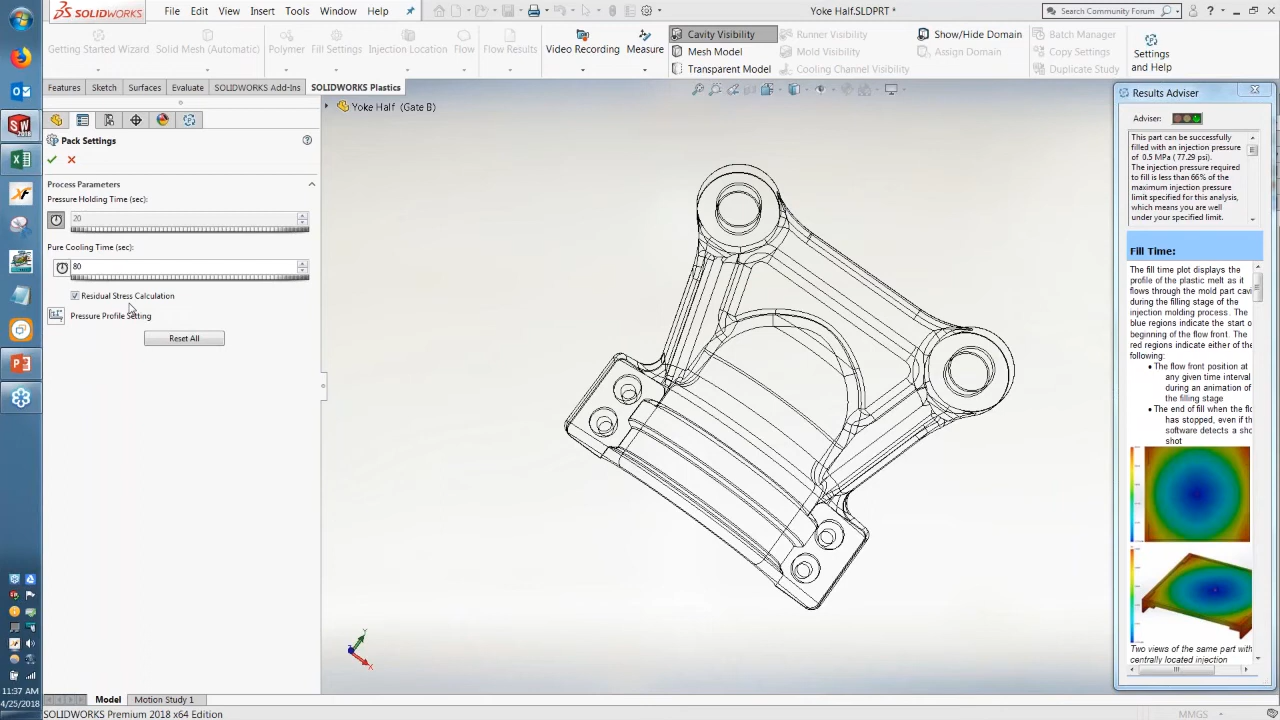 SOLIDWORKS
File Edit View Insert Tools Window Help
Yoke Half.SLDPRT *
Search Community Forum
Getting Started Wizard
Solid Mesh (Automatic)
Polymer
Fill Settings
Injection Location
Flow
Flow Results
Video Recording
Measure
Cavity Visibility
Mesh Model
Transparent Model
Runner Visibility
Mold Visibility
Cooling Channel Visibility
Show/Hide Domain
Assign Domain
Batch Manager
Copy Settings
Duplicate Study
Settings
and Help
Features Sketch Surfaces Evaluate SOLIDWORKS Add-Ins SOLIDWORKS Plastics
Yoke Half (Gate B)
Pack Settings
Process Parameters
Pressure Holding Time (sec):
20
Pure Cooling Time (sec):
80
Residual Stress Calculation
Pressure Profile Setting
Reset All
Results Adviser
Adviser:
This part can be successfully
filled with an injection pressure
of 0.5 MPa ( 77.29 psi).
The injection pressure required
to fill is less than 66% of the
maximum injection pressure
limit specified for this analysis,
which means you are well
under your specified limit.
Fill Time:
The fill time plot displays the
profile of the plastic melt as it
flows through the mold part cavi
during the filling stage of the
injection molding process. The
blue regions indicate the start o
beginning of the flow front. The
red regions indicate either of the
following:
The flow front position at
any given time interval
during an animation of
the filling stage
The end of fill when the flo
has stopped, even if the
software detects a sho
shot
Two views of the same part with
centrally located injection
Y
X
Model Motion Study 1
11:37 AM
4/25/2018
SOLIDWORKS Premium 2018 x64 Edition
MMGS